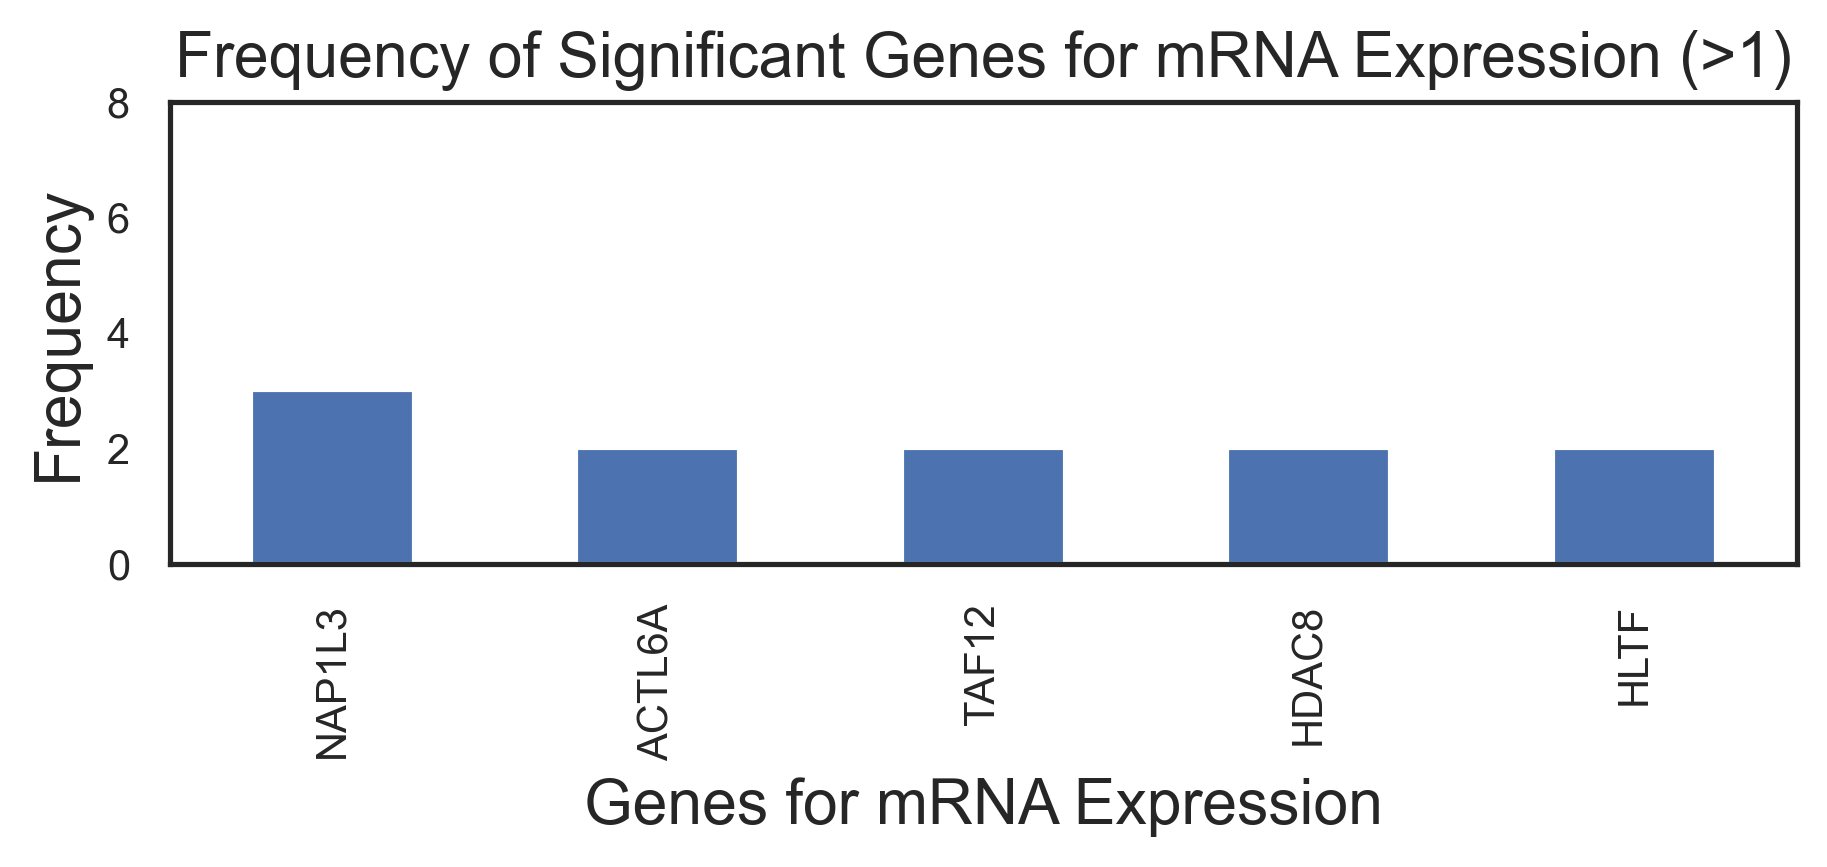 Frequency of Significant Genes for mRNA Expression (>1)
Frequency
8
6
4
2
0
NAP1L3
ACTL6A
TAF12
HDAC8
HLTF
Genes for mRNA Expression